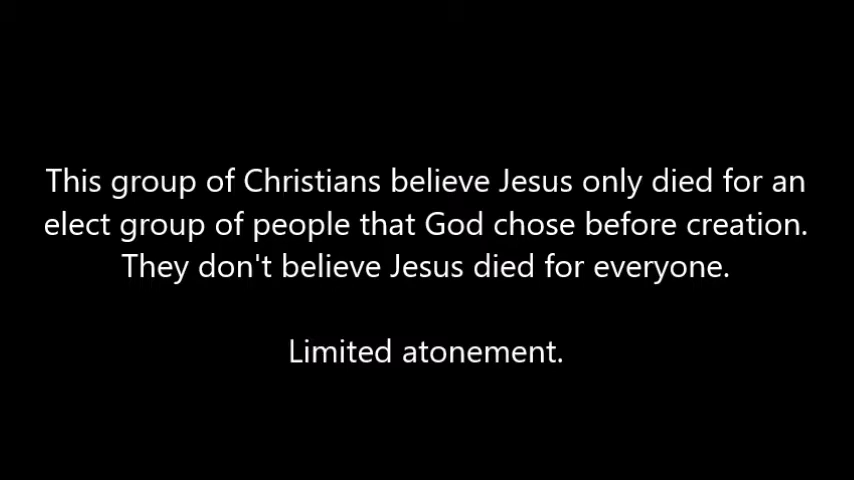 This group of Christians believe Jesus only died for an
elect group of people that God chose before creation.
They don't believe Jesus died for everyone.
Limited atonement.